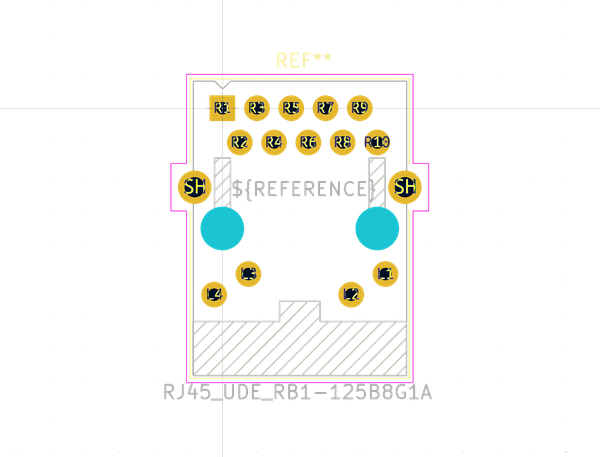 REF**
R1 R3 R5 R7 R9
R2 R4 R6 R8 R10
SH ${REFERENCE} SH
L3 L1
L4 L2
RJ45_UDE_RB1-125B8G1A